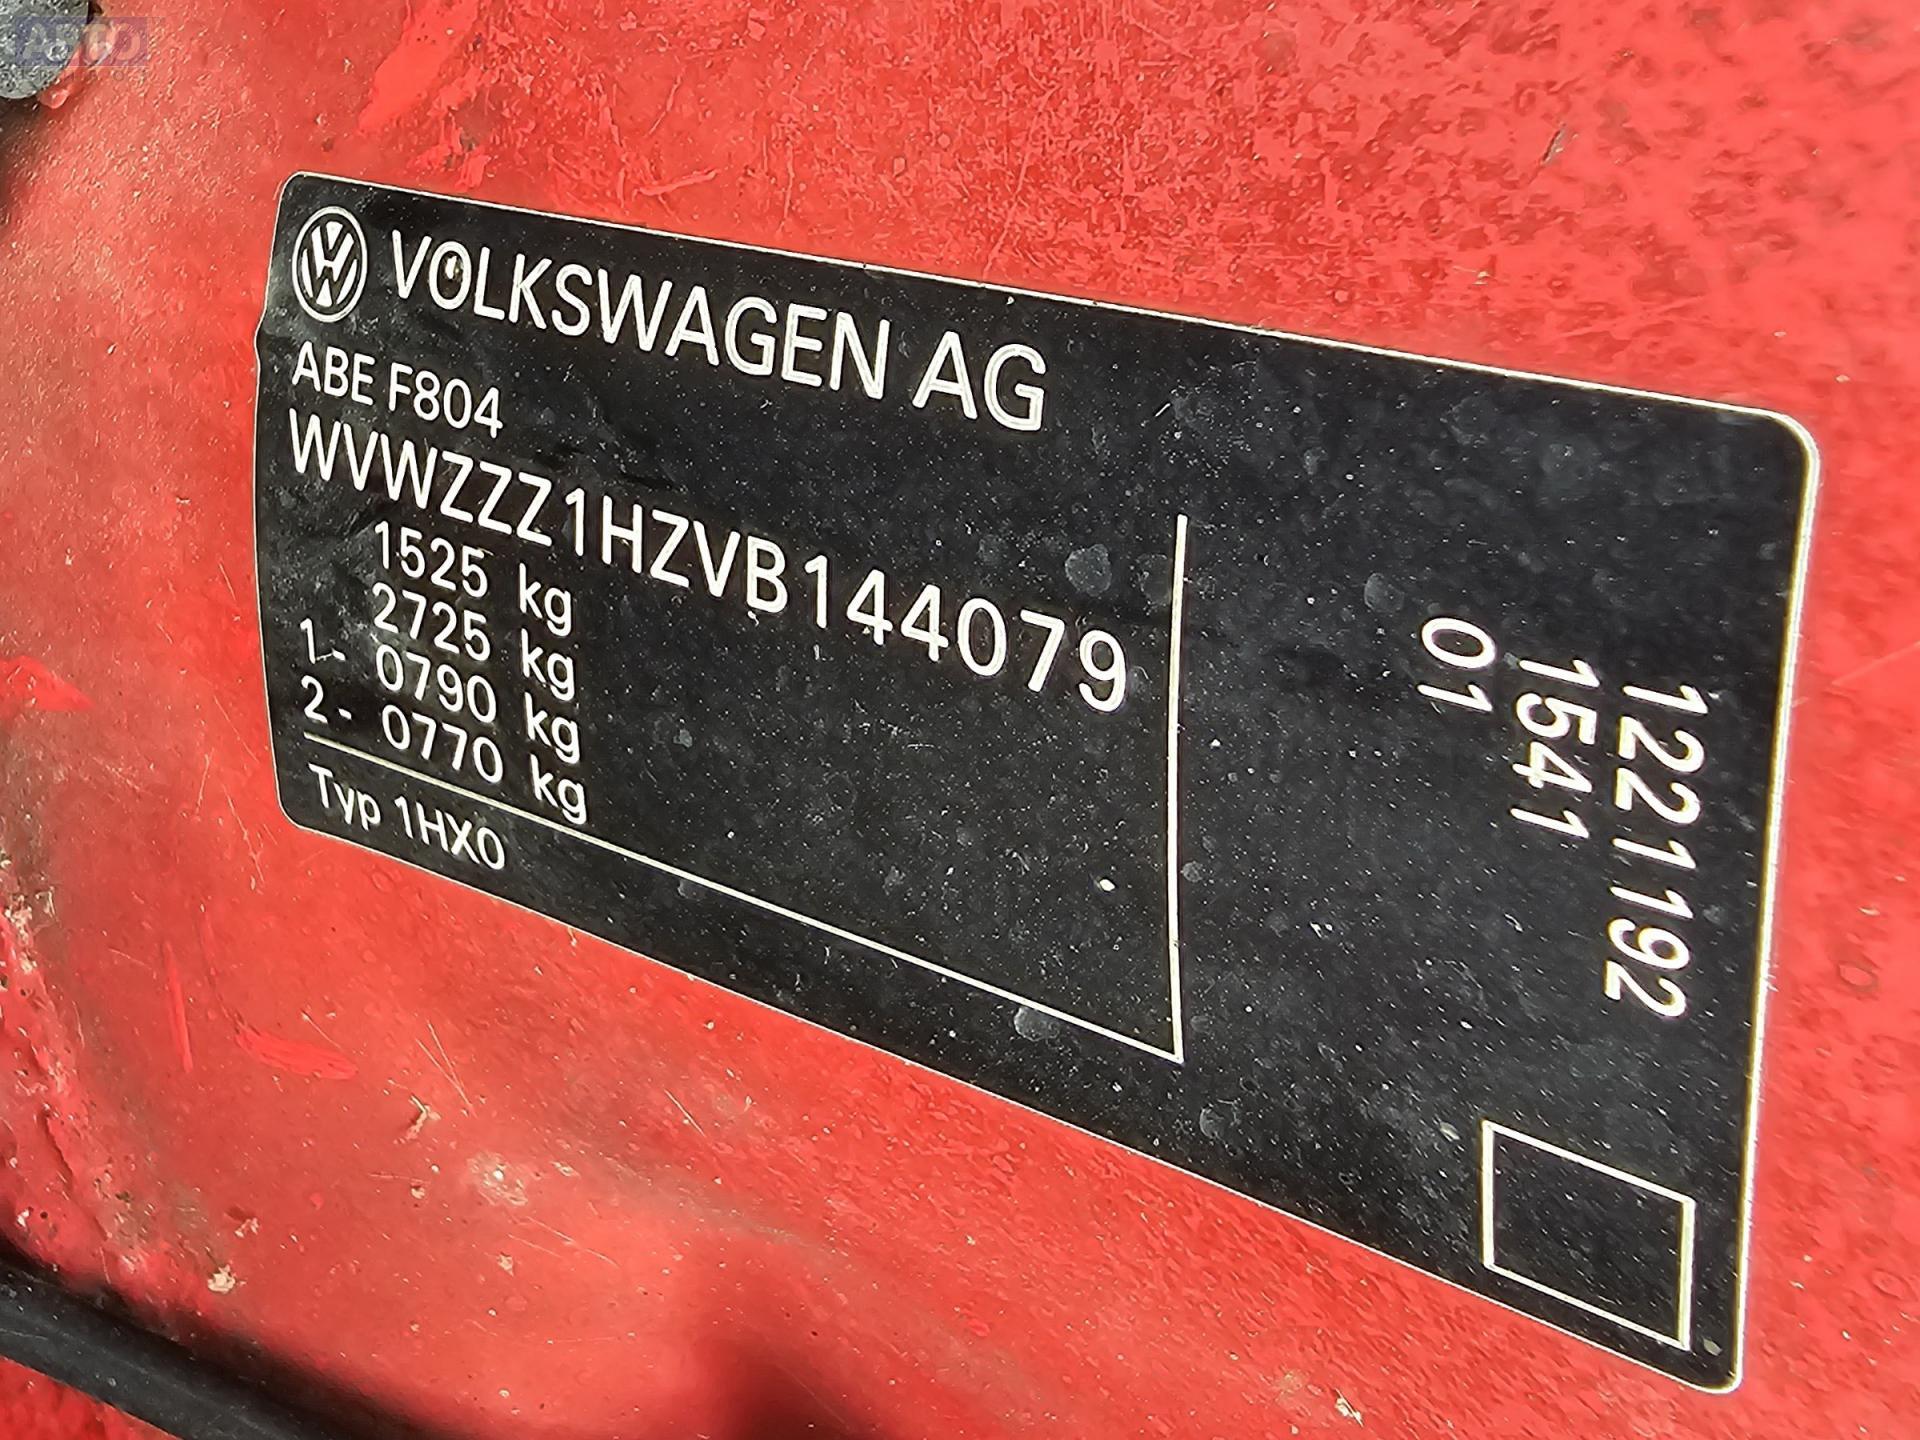 VOLKSWAGEN AG
ABE F804
WVWZZZ1HZVB144079
1525 kg
2725 kg
1- 0790 kg
2- 0770 kg
Typ 1HX0
1221192
1541
01